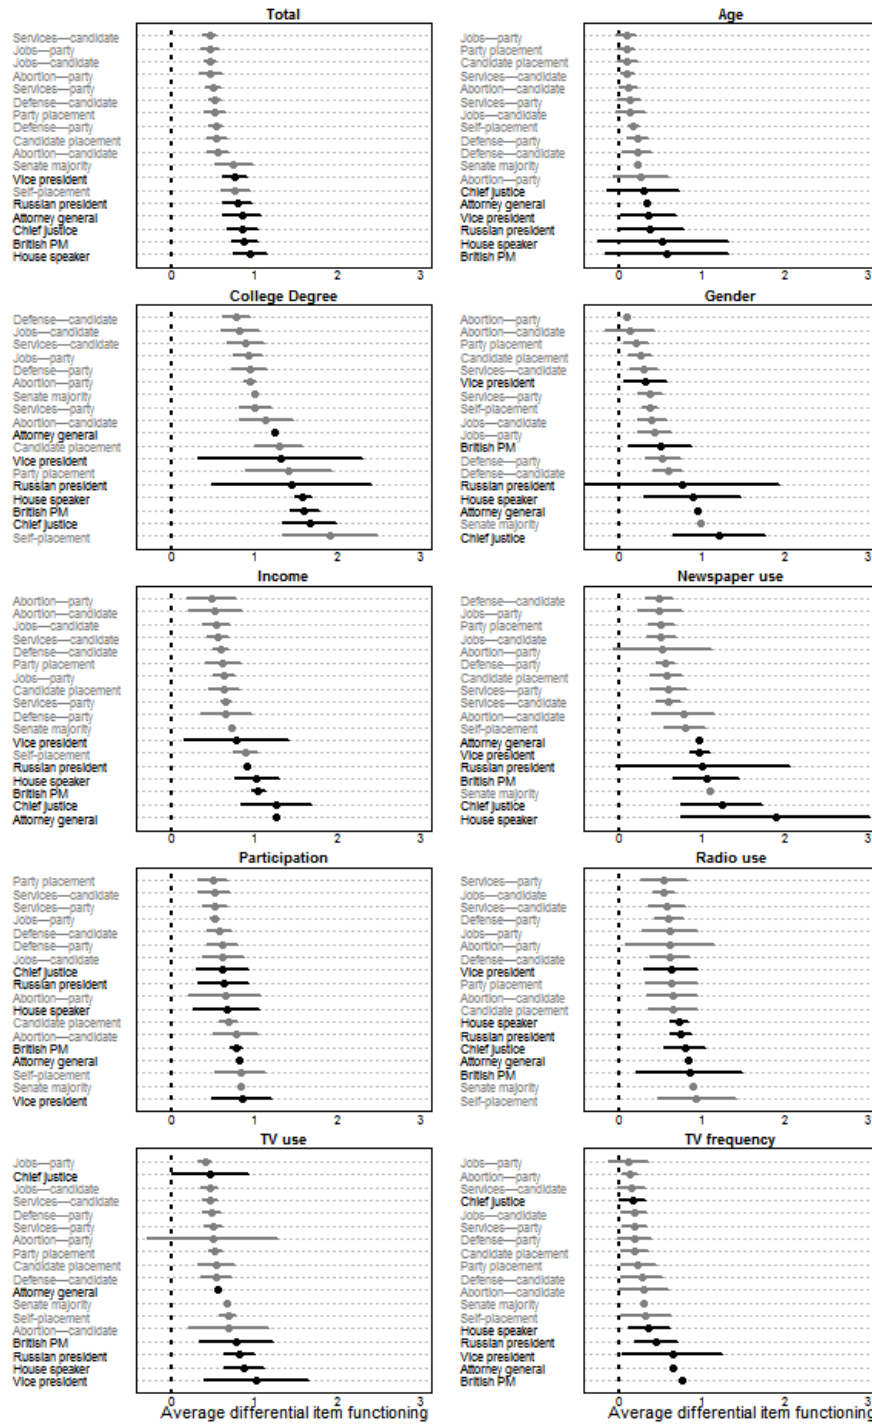 Total
Services—candidate
Jobs—party
Jobs—candidate
Abortion—party
Services—party
Defense—candidate
Party placement
Defense—party
Candidate placement
Abortion—candidate
Senate majority
Vice president
Self-placement
Russian president
Attorney general
Chief justice
British PM
House speaker
0 1 2 3
Age
Jobs—party
Party placement
Candidate placement
Services—candidate
Abortion—candidate
Services—party
Jobs—candidate
Self-placement
Defense—party
Defense—candidate
Senate majority
Abortion—party
Chief justice
Attorney general
Vice president
Russian president
House speaker
British PM
0 1 2 3
College Degree
Defense—candidate
Jobs—candidate
Services—candidate
Jobs—party
Defense—party
Abortion—party
Senate majority
Services—party
Abortion—candidate
Attorney general
Candidate placement
Vice president
Party placement
Russian president
House speaker
British PM
Chief justice
Self-placement
0 1 2 3
Gender
Abortion—party
Abortion—candidate
Party placement
Candidate placement
Services—candidate
Vice president
Services—party
Self-placement
Jobs—candidate
Jobs—party
British PM
Defense—party
Defense—candidate
Russian president
House speaker
Attorney general
Senate majority
Chief justice
0 1 2 3
Income
Abortion—party
Abortion—candidate
Jobs—candidate
Services—candidate
Defense—candidate
Party placement
Jobs—party
Candidate placement
Services—party
Defense—party
Senate majority
Vice president
Self-placement
Russian president
House speaker
British PM
Chief justice
Attorney general
0 1 2 3
Newspaper use
Defense—candidate
Jobs—party
Party placement
Jobs—candidate
Abortion—party
Defense—party
Candidate placement
Services—party
Services—candidate
Abortion—candidate
Self-placement
Attorney general
Vice president
Russian president
British PM
Senate majority
Chief justice
House speaker
0 1 2 3
Participation
Party placement
Services—candidate
Services—party
Jobs—party
Defense—candidate
Defense—party
Jobs—candidate
Chief justice
Russian president
Abortion—party
House speaker
Candidate placement
Abortion—candidate
British PM
Attorney general
Self-placement
Senate majority
Vice president
0 1 2 3
Radio use
Services—party
Jobs—candidate
Services—candidate
Defense—party
Jobs—party
Abortion—party
Defense—candidate
Vice president
Party placement
Abortion—candidate
Candidate placement
House speaker
Russian president
Chief justice
Attorney general
British PM
Senate majority
Self-placement
0 1 2 3
TV use
Jobs—party
Chief justice
Jobs—candidate
Services—candidate
Defense—party
Services—party
Abortion—party
Party placement
Candidate placement
Defense—candidate
Attorney general
Senate majority
Self-placement
Abortion—candidate
British PM
Russian president
House speaker
Vice president
0 1 2 3
Average differential item functioning
TV frequency
Jobs—party
Abortion—party
Services—candidate
Chief justice
Jobs—candidate
Services—party
Defense—party
Candidate placement
Party placement
Defense—candidate
Abortion—candidate
Senate majority
Self-placement
House speaker
Russian president
Vice president
Attorney general
British PM
0 1 2 3
Average differential item functioning